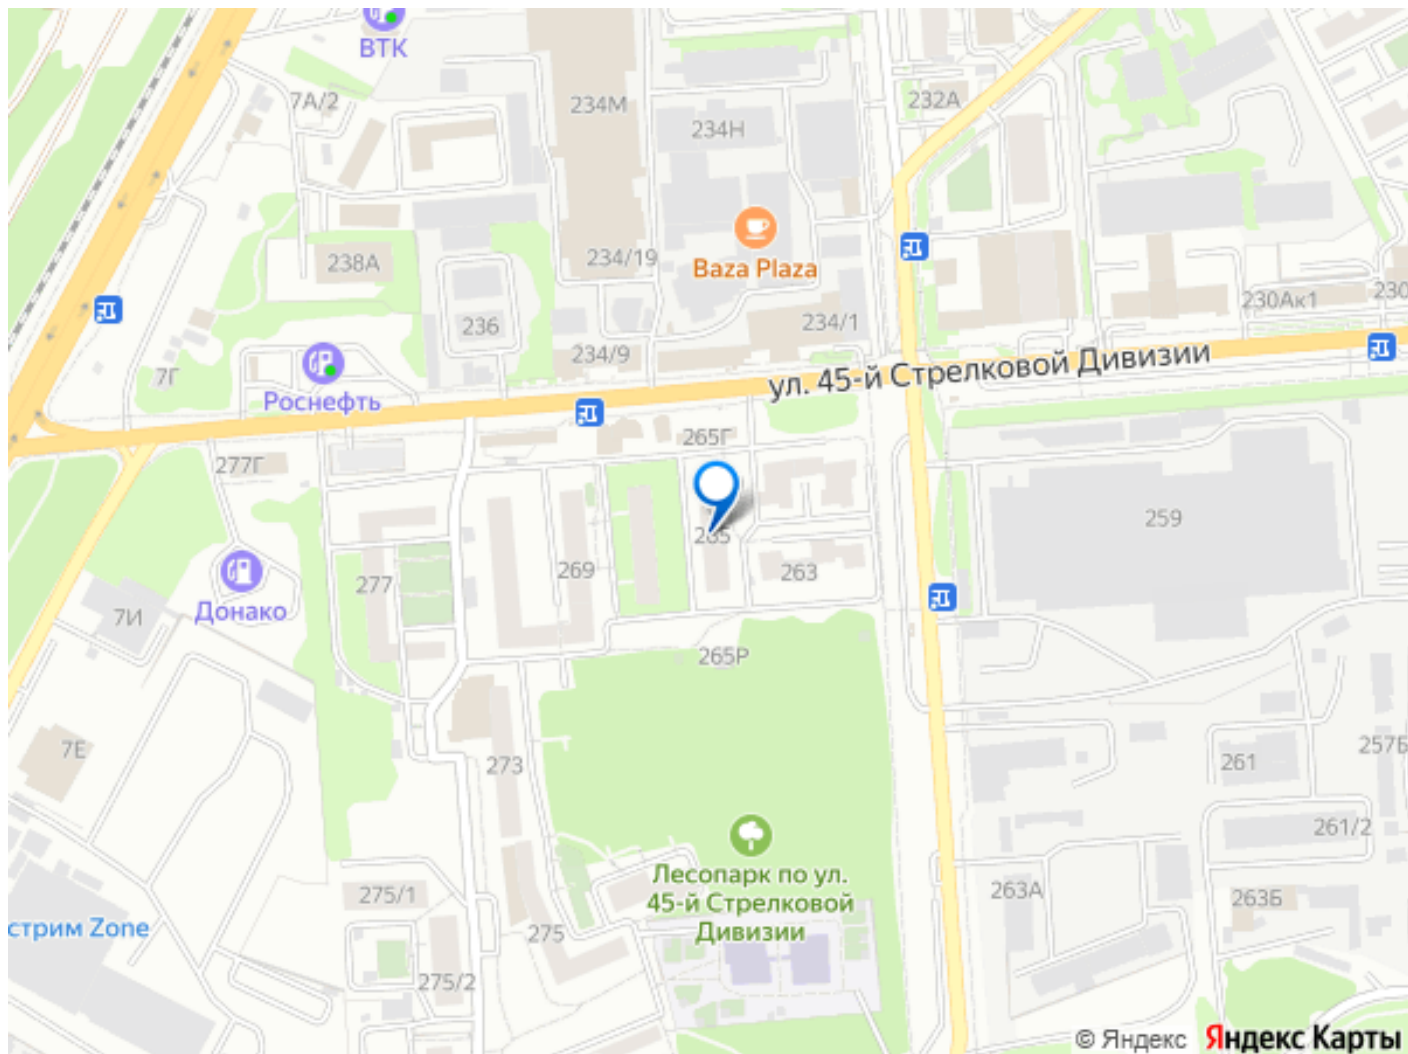 ВТК
7А/2
234М
234Н
232А
Baza Plaza
234/19
238А
230Ак1
230
236
234/1
234/9
7Г
Роснефть
ул. 45-й Стрелковой Дивизии
265Г
277Г
259
265
269
263
277
Донако
7И
265Р
7Е
273
261
257Б
261/2
Лесопарк по ул.
45-й Стрелковой
Дивизии
275/1
263А
263Б
стрим Zone
275
275/2
© Яндекс Яндекс Карты